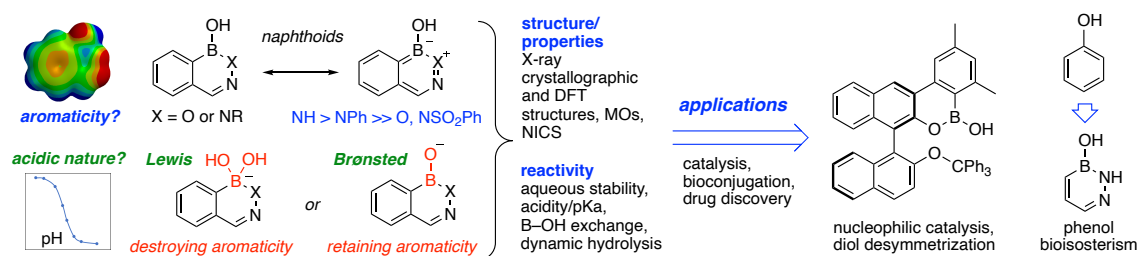 aromaticity?
OH
B
X
N
X = O or NR
naphthoids
OH
B
−
X
+
N
NH > NPh >> O, NSO2Ph
acidic nature?
pH
Lewis
HO
OH
B
−
X
N
destroying aromaticity
or
Brønsted
O
−
B
X
N
retaining aromaticity
structure/
properties
X-ray
crystallographic
and DFT
structures, MOs,
NICS
reactivity
aqueous stability,
acidity/pKa,
B–OH exchange,
dynamic hydrolysis
applications
catalysis,
bioconjugation,
drug discovery
B
OH
O
O
CPh3
nucleophilic catalysis,
diol desymmetrization
OH
OH
B
NH
N
phenol
bioisosterism